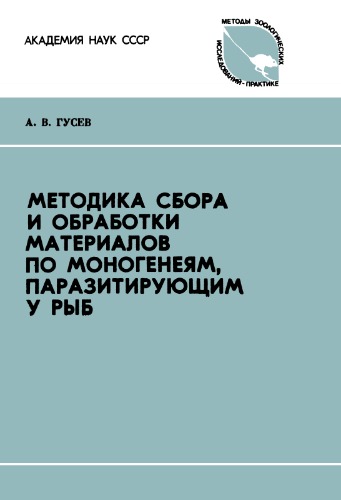 АКАДЕМИЯ НАУК СССР
МЕТОДЫ ЗООЛОГИЧЕСКИХ
ИССЛЕДОВАНИЙ-ПРАКТИКЕ
А. В. ГУСЕВ
МЕТОДИКА СБОРА
И ОБРАБОТКИ
МАТЕРИАЛОВ
ПО МОНОГЕНЕЯМ,
ПАРАЗИТИРУЮЩИМ
У РЫБ